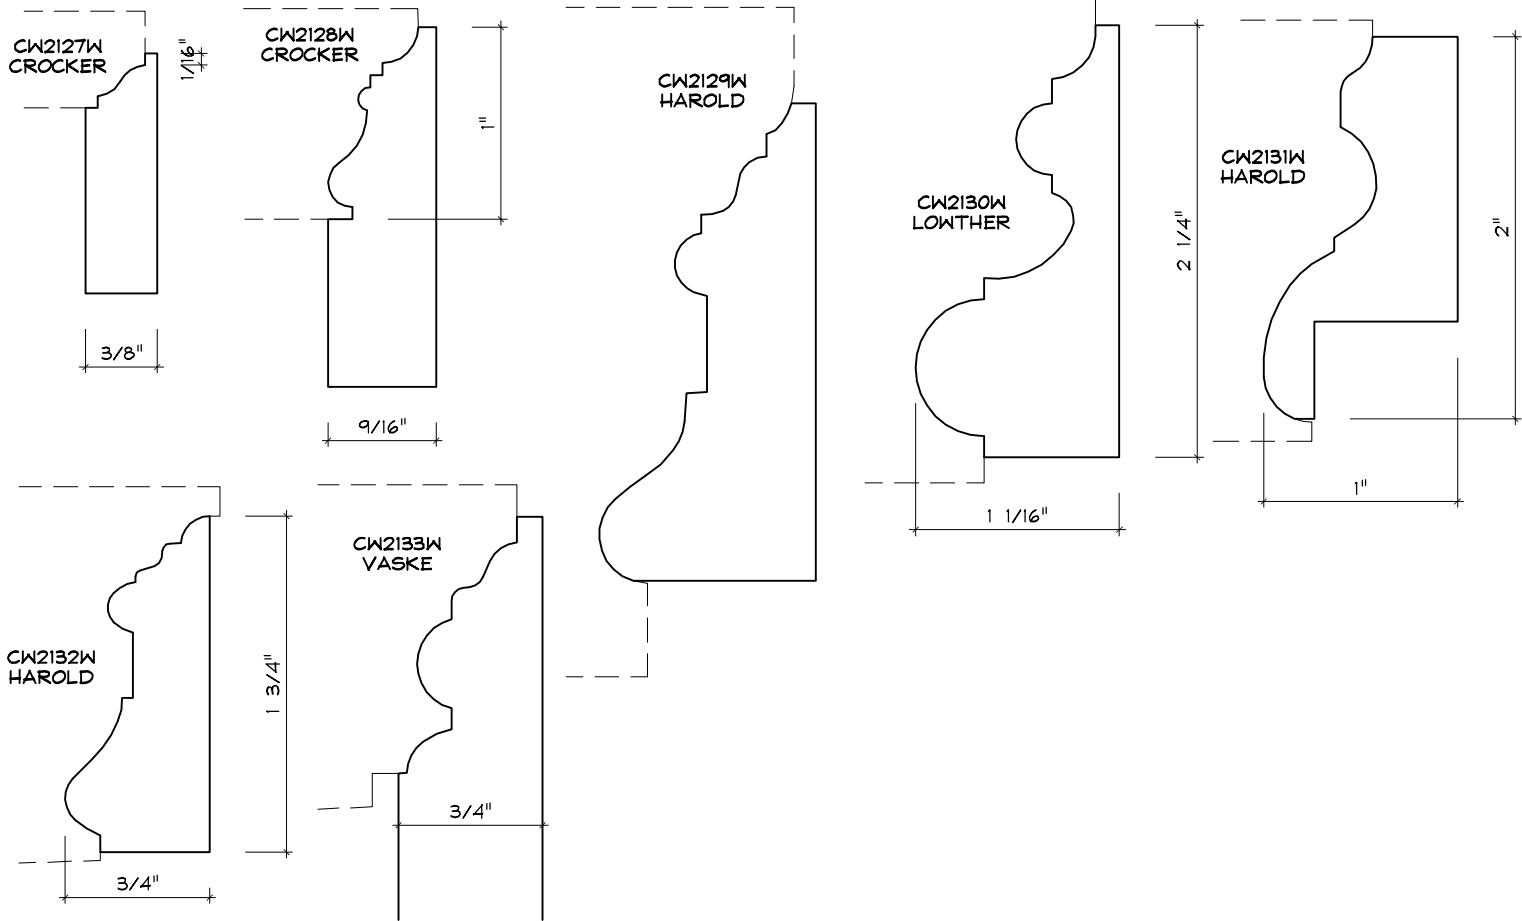 CW2127W
CROCKER
1/16"
3/8"
CW2128W
CROCKER
1"
9/16"
CW2129W
HAROLD
CW2130W
LOWTHER
2 1/4"
1 1/16"
CW2131W
HAROLD
2"
1"
CW2132W
HAROLD
1 3/4"
3/4"
CW2133W
VASKE
3/4"